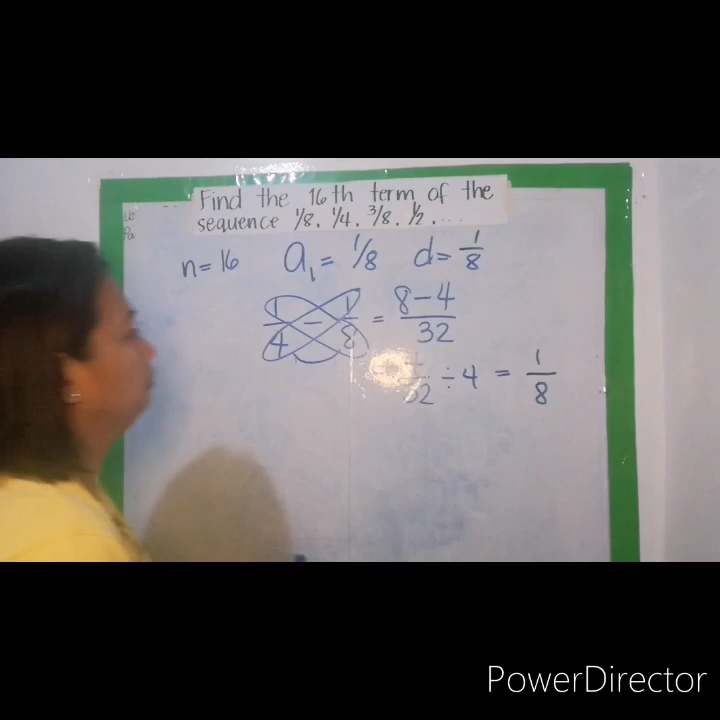 Find the 16th term of the
sequence 1/8, 1/4, 3/8, 1/2, ....
n=16 a₁ = 1/8 d= 1/8
1/4 - 1/8 = 8-4/32
÷ 4 = 1/8
PowerDirector